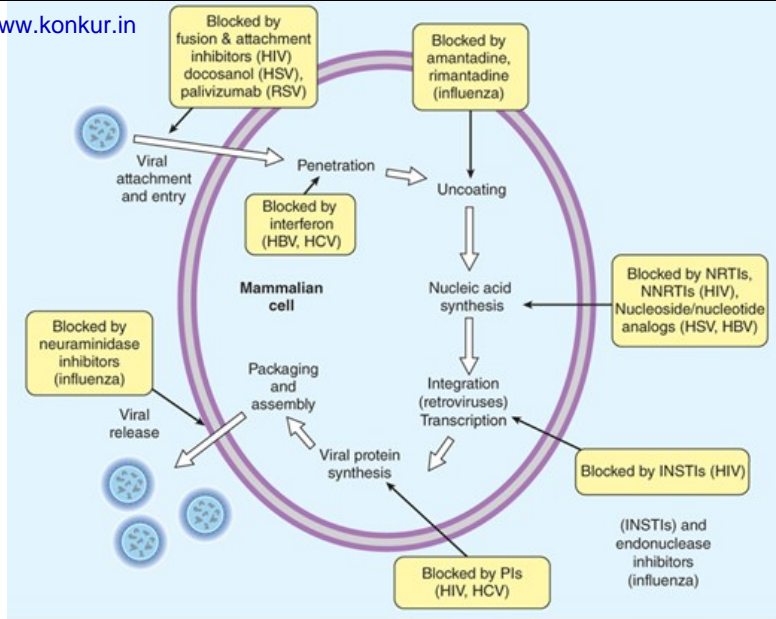 ww.konkur.in
Blocked by
fusion & attachment
inhibitors (HIV)
docosanol (HSV),
palivizumab (RSV)
Blocked by
amantadine,
rimantadine
(influenza)
Viral
attachment
and entry
Penetration
Uncoating
Blocked by
interferon
(HBV, HCV)
Mammalian
cell
Nucleic acid
synthesis
Blocked by NRTIs,
NNRTIs (HIV),
Nucleoside/nucleotide
analogs (HSV, HBV)
Blocked by
neuraminidase
inhibitors
(influenza)
Packaging
and
assembly
Integration
(retroviruses)
Transcription
Viral
release
Viral protein
synthesis
Blocked by INSTIs (HIV)
(INSTIs) and
endonuclease
inhibitors
(influenza)
Blocked by PIs
(HIV, HCV)